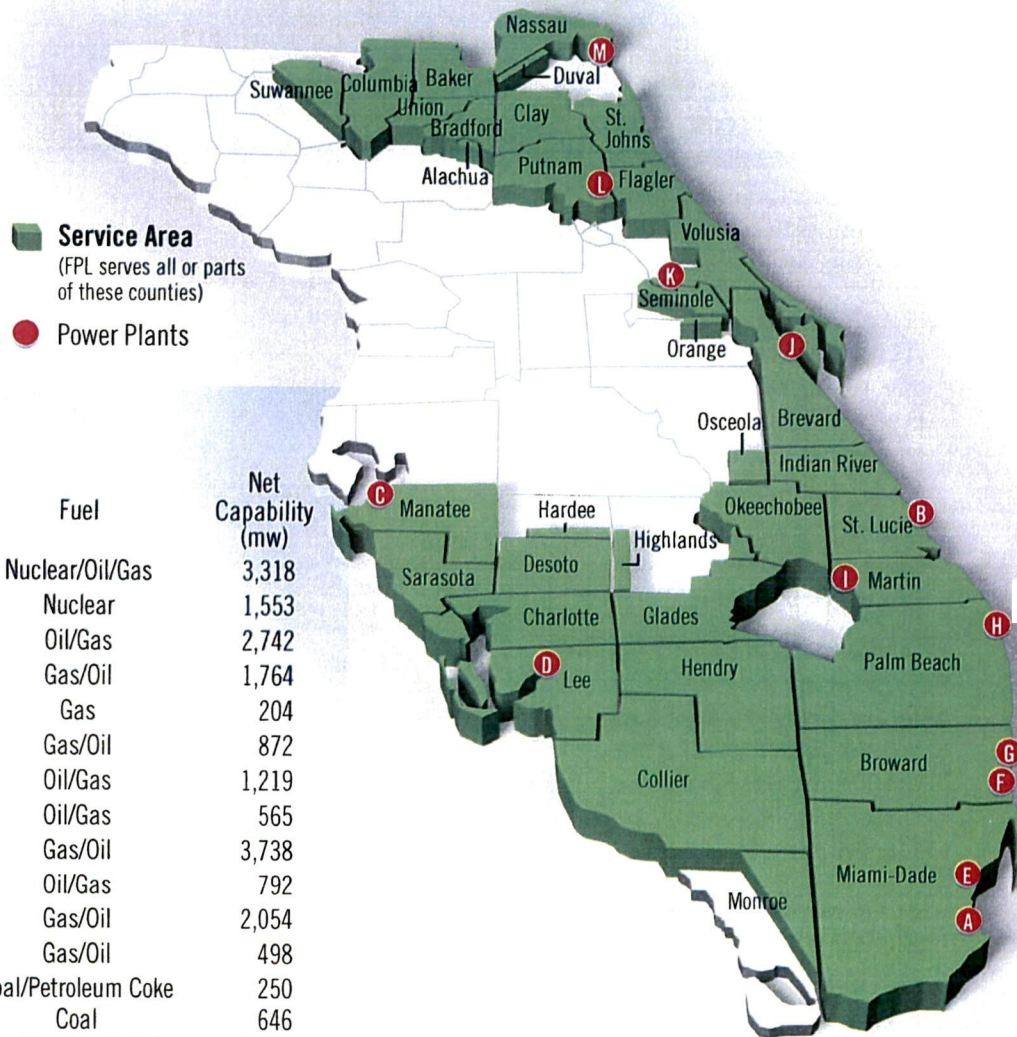 Nassau
M
Duval
Suwannee
Columbia
Baker
Union
Bradford
Clay
St.
Johns
Alachua
Putnam
L
Flagler
Service Area
(FPL serves all or parts
of these counties)
Power Plants
Volusia
K
Seminole
Orange
J
Osceola
Brevard
Indian River
C
Manatee
Hardee
Okeechobee
B
St. Lucie
Highlands
Sarasota
Desoto
I
Martin
Charlotte
Glades
H
D
Lee
Hendry
Palm Beach
G
Broward
F
Collier
Miami-Dade
E
Monroe
A
Fuel Net Capability (mw)
Nuclear/Oil/Gas 3,318
Nuclear 1,553
Oil/Gas 2,742
Gas/Oil 1,764
Gas 204
Gas/Oil 872
Oil/Gas 1,219
Oil/Gas 565
Gas/Oil 3,738
Oil/Gas 792
Gas/Oil 2,054
Gas/Oil 498
al/Petroleum Coke 250
Coal 646